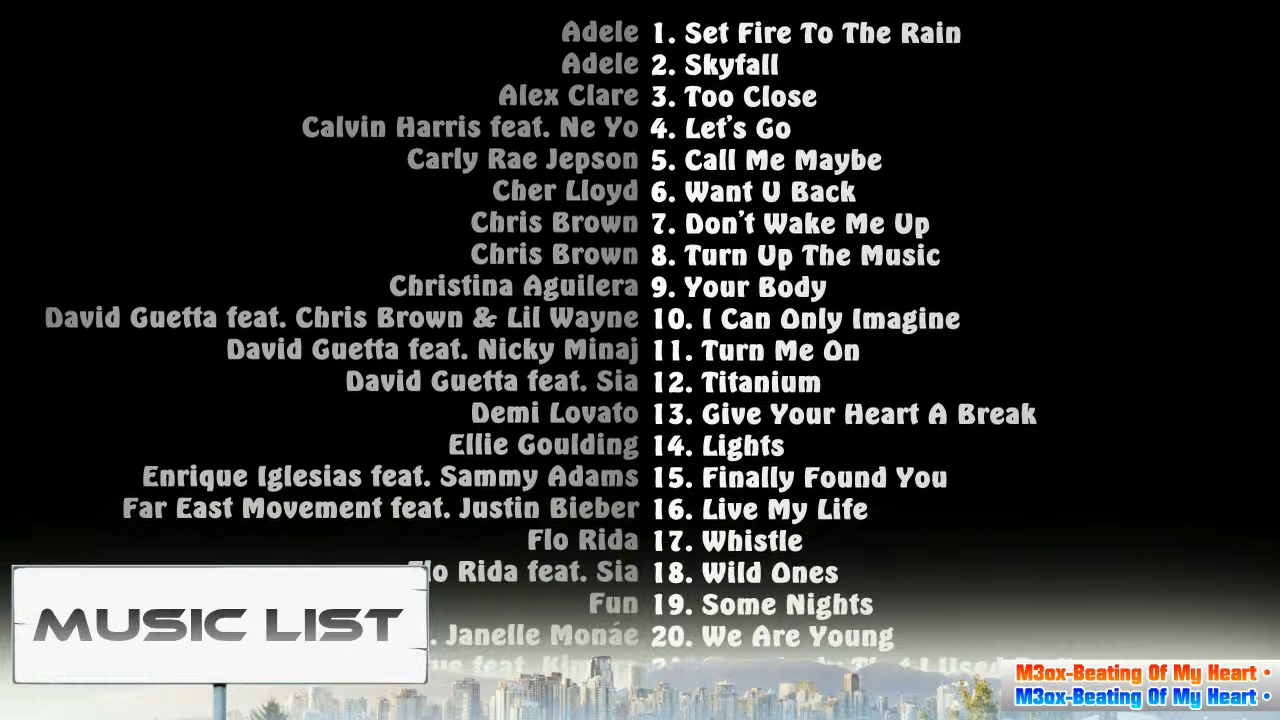 Adele 1. Set Fire To The Rain
Adele 2. Skyfall
Alex Clare 3. Too Close
Calvin Harris feat. Ne Yo 4. Let's Go
Carly Rae Jepson 5. Call Me Maybe
Cher Lloyd 6. Want U Back
Chris Brown 7. Don't Wake Me Up
Chris Brown 8. Turn Up The Music
Christina Aguilera 9. Your Body
David Guetta feat. Chris Brown & Lil Wayne 10. I Can Only Imagine
David Guetta feat. Nicky Minaj 11. Turn Me On
David Guetta feat. Sia 12. Titanium
Demi Lovato 13. Give Your Heart A Break
Ellie Goulding 14. Lights
Enrique Iglesias feat. Sammy Adams 15. Finally Found You
Far East Movement feat. Justin Bieber 16. Live My Life
Flo Rida 17. Whistle
Flo Rida feat. Sia 18. Wild Ones
Fun 19. Some Nights
. Janelle Monáe 20. We Are Young
feat. That I Used
MUSIC LIST
M3ox-Beating Of My Heart •
M3ox-Beating Of My Heart •